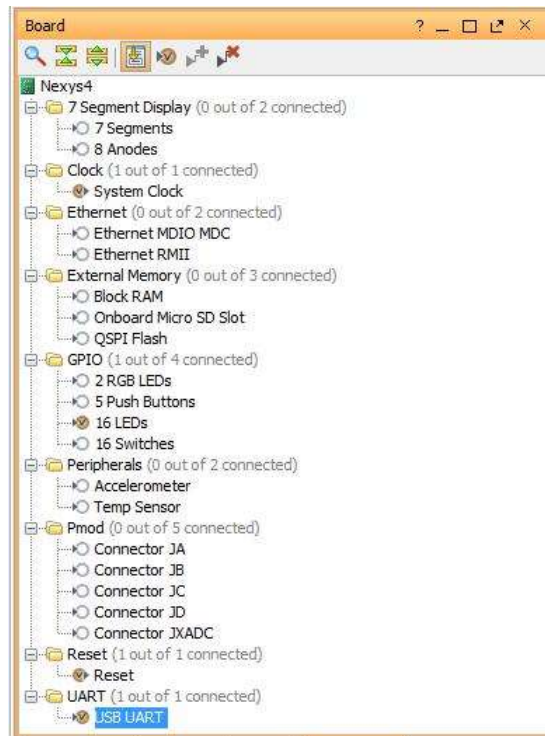 Board
Nexys4
7 Segment Display (0 out of 2 connected)
7 Segments
8 Anodes
Clock (1 out of 1 connected)
System Clock
Ethernet (0 out of 2 connected)
Ethernet MDIO MDC
Ethernet RMII
External Memory (0 out of 3 connected)
Block RAM
Onboard Micro SD Slot
QSPI Flash
GPIO (1 out of 4 connected)
2 RGB LEDs
5 Push Buttons
16 LEDs
16 Switches
Peripherals (0 out of 2 connected)
Accelerometer
Temp Sensor
Pmod (0 out of 5 connected)
Connector JA
Connector JB
Connector JC
Connector JD
Connector JXADC
Reset (1 out of 1 connected)
Reset
UART (1 out of 1 connected)
USB UART